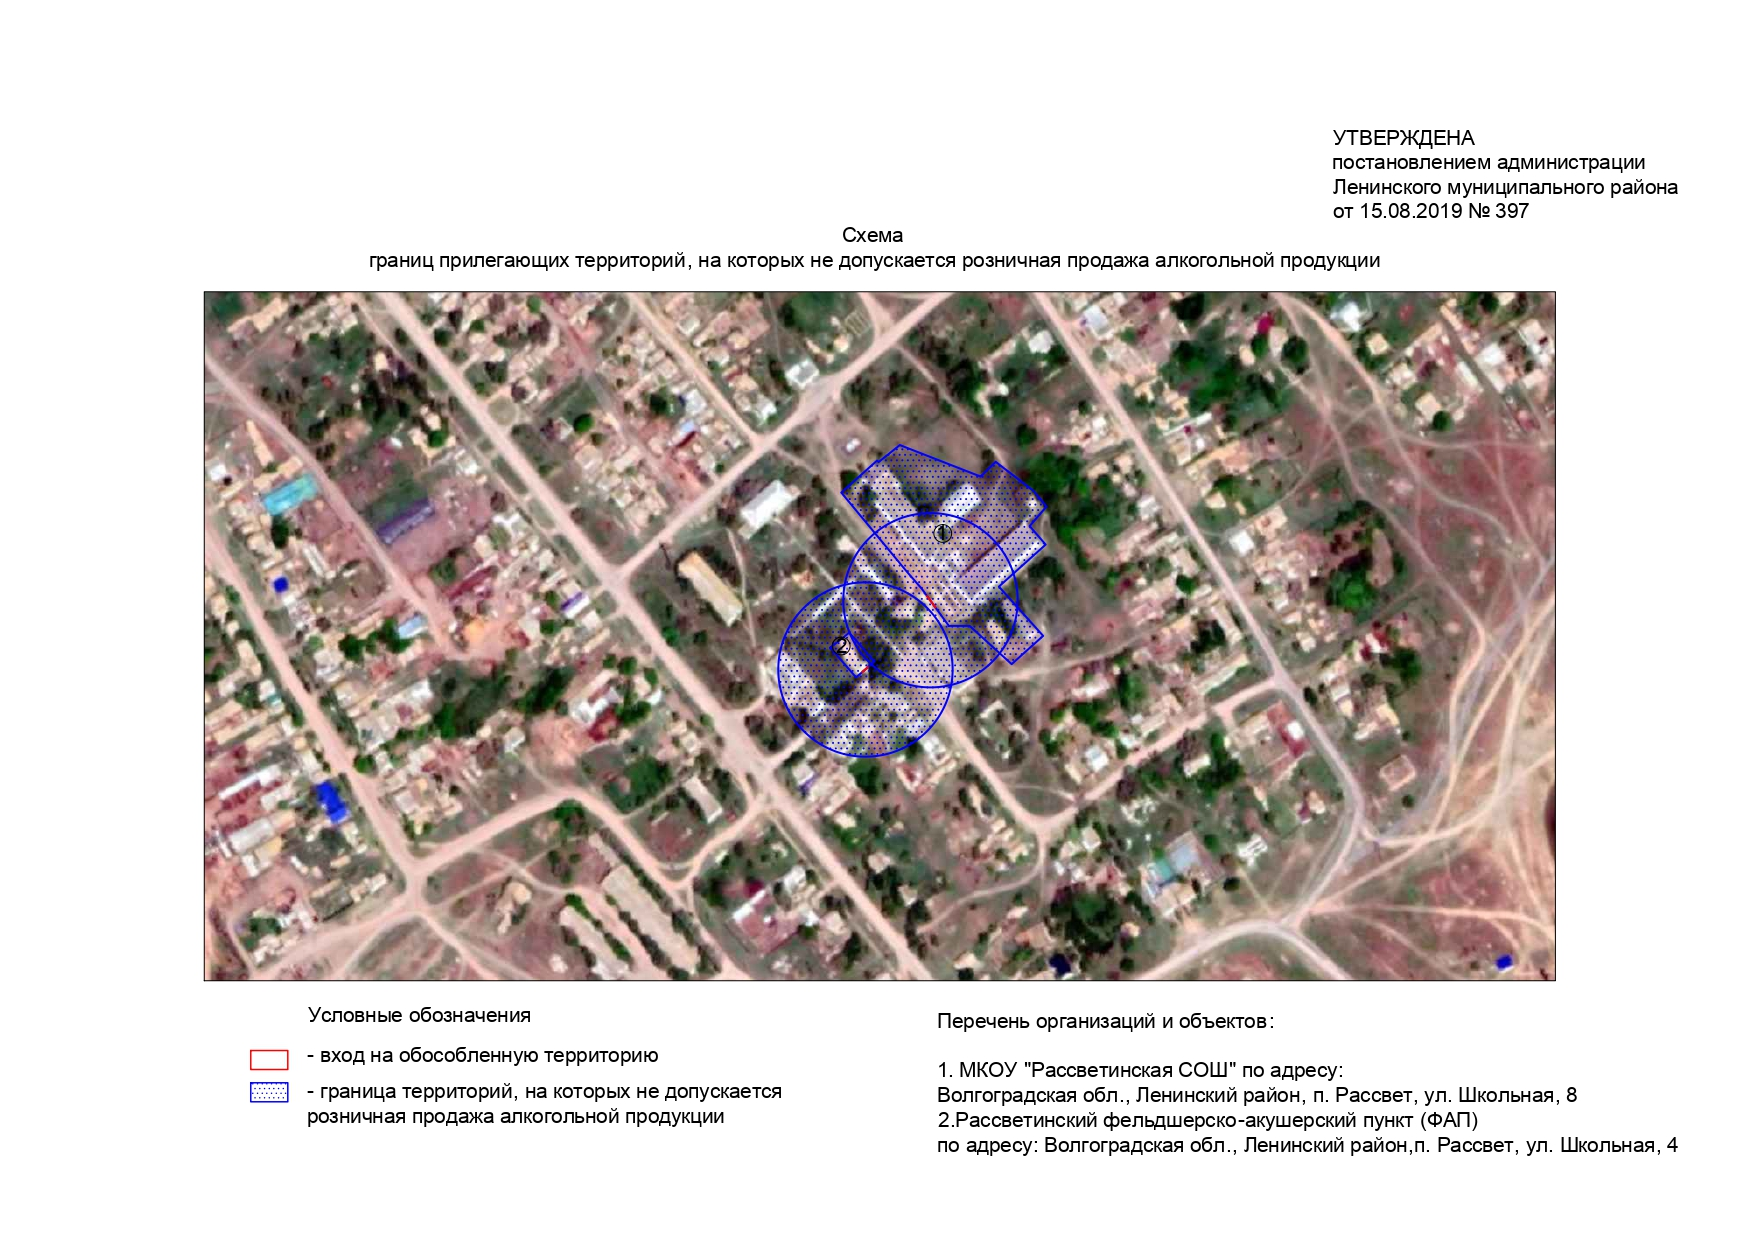 УТВЕРЖДЕНА
постановлением администрации
Ленинского муниципального района
от 15.08.2019 № 397
Схема
границ прилегающих территорий, на которых не допускается розничная продажа алкогольной продукции
1
2
Условные обозначения
- вход на обособленную территорию
- граница территорий, на которых не допускается
розничная продажа алкогольной продукции
Перечень организаций и объектов:
1. МКОУ "Рассветинская СОШ" по адресу:
Волгоградская обл., Ленинский район, п. Рассвет, ул. Школьная, 8
2.Рассветинский фельдшерско-акушерский пункт (ФАП)
по адресу: Волгоградская обл., Ленинский район,п. Рассвет, ул. Школьная, 4